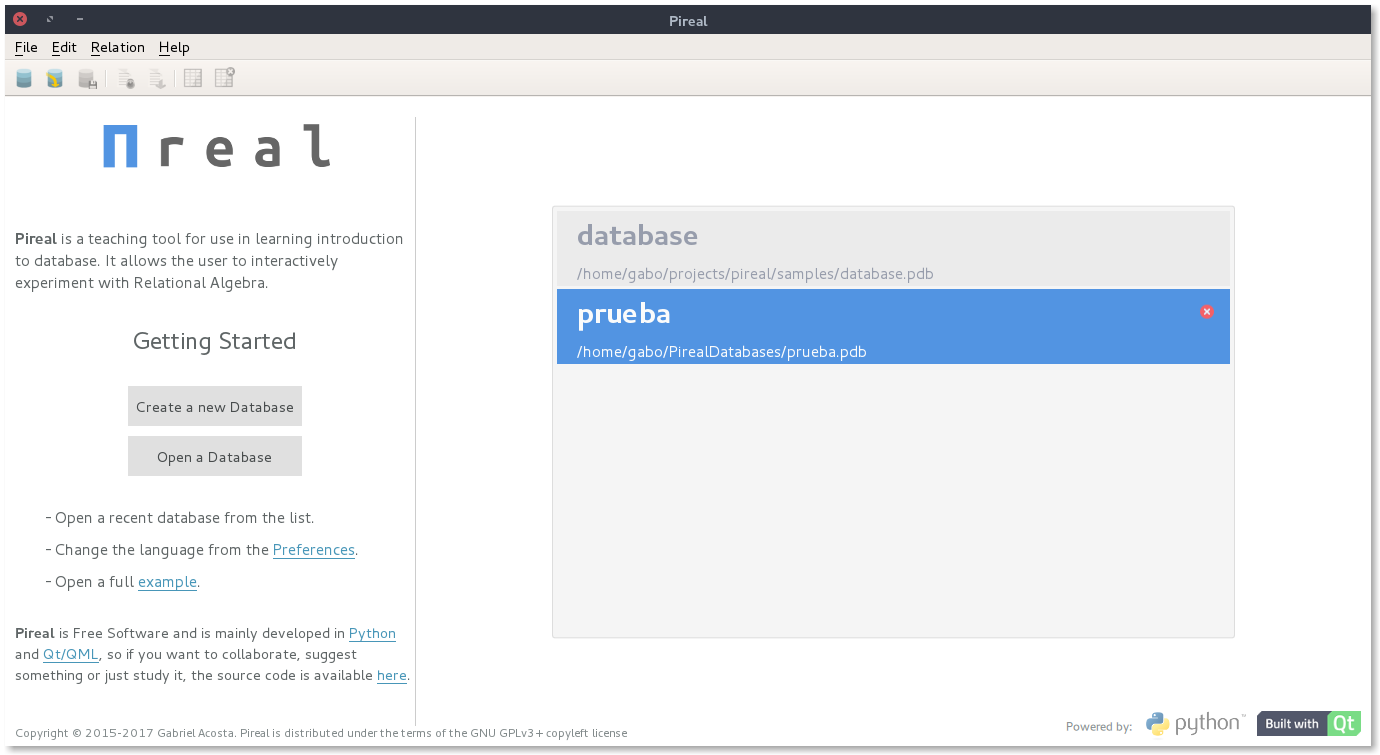 Pireal
File Edit Relation Help
Πreal
Pireal is a teaching tool for use in learning introduction
to database. It allows the user to interactively
experiment with Relational Algebra.
Getting Started
Create a new Database
Open a Database
- Open a recent database from the list.
- Change the language from the Preferences.
- Open a full example.
Pireal is Free Software and is mainly developed in Python
and Qt/QML, so if you want to collaborate, suggest
something or just study it, the source code is available here.
database
/home/gabo/projects/pireal/samples/database.pdb
prueba
/home/gabo/PirealDatabases/prueba.pdb
Powered by: python™ Built with Qt
Copyright © 2015-2017 Gabriel Acosta. Pireal is distributed under the terms of the GNU GPLv3+ copyleft license